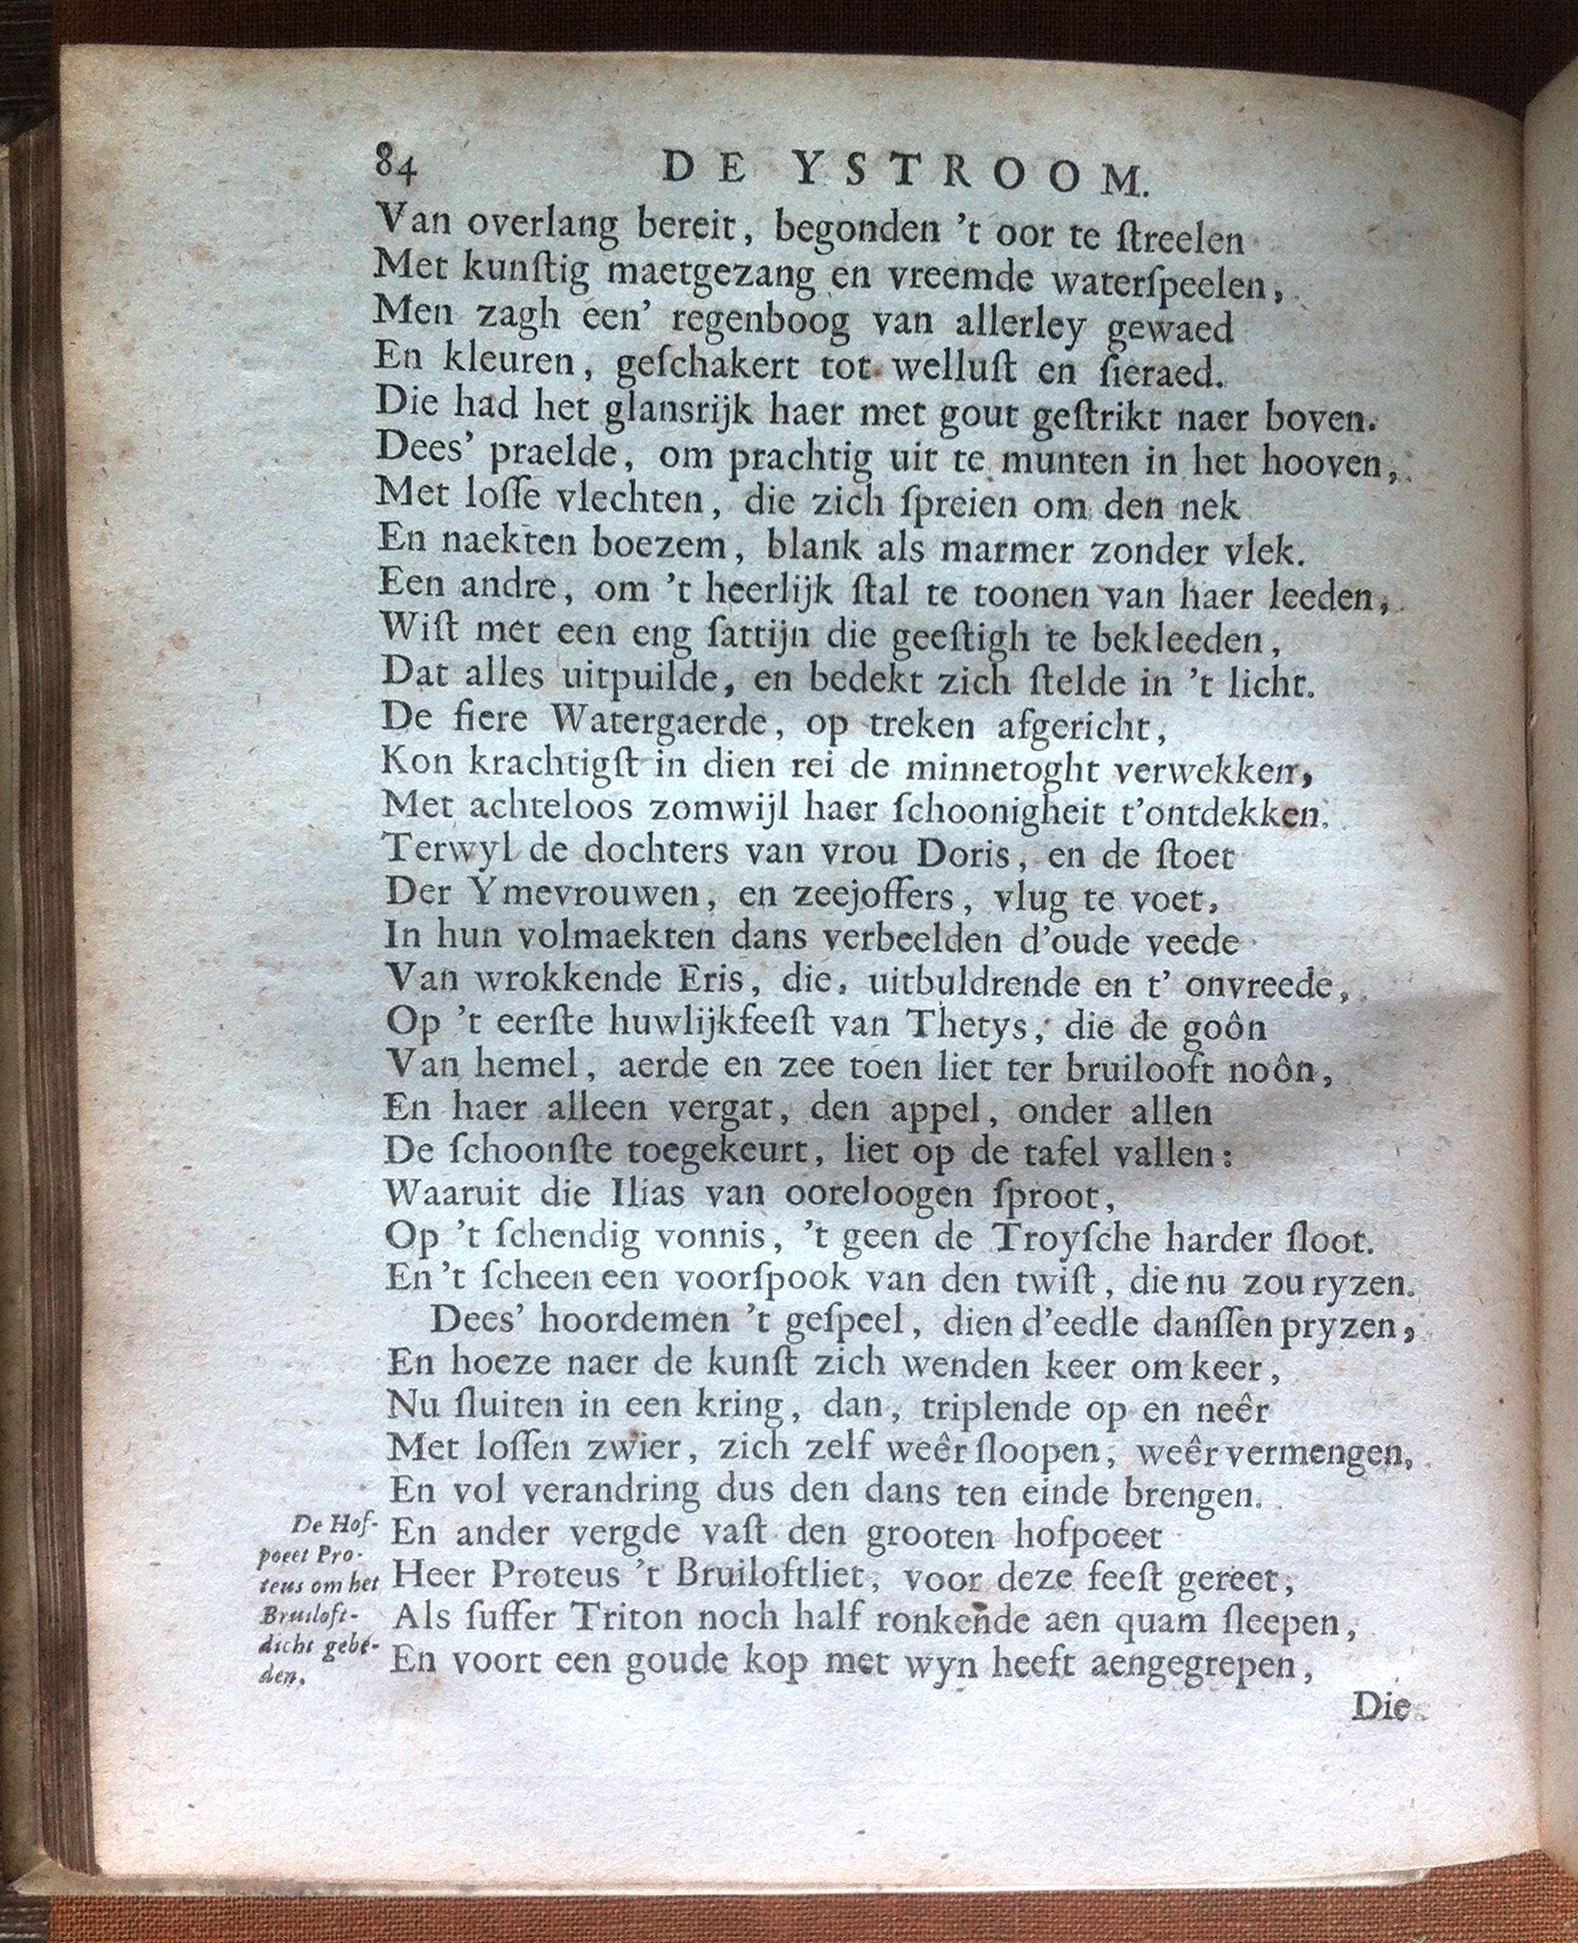 84 DE YSTROOM.
Van overlang bereit, begonden 't oor te ſtreelen
Met kunſtig maetgezang en vreemde waterſpeelen,
Men zagh een' regenboog van allerley gewaed
En kleuren, geſchakert tot welluſt en ſieraed.
Die had het glansrijk haer met gout geſtrikt naer boven.
Dees' praelde, om prachtig uit te munten in het hooven,
Met loſſe vlechten, die zich ſpreien om den nek
En naekten boezem, blank als marmer zonder vlek.
Een andre, om 't heerlijk ſtal te toonen van haer leeden,
Wiſt met een eng ſattijn die geeſtigh te bekleeden,
Dat alles uitpuilde, en bedekt zich ſtelde in 't licht.
De fiere Watergaerde, op treken afgericht,
Kon krachtigſt in dien rei de minnetoght verwekken,
Met achteloos zomwijl haer ſchoonigheit t'ontdekken.
Terwyl de dochters van vrou Doris, en de ſtoet
Der Ymevrouwen, en zeejoffers, vlug te voet,
In hun volmaekten dans verbeelden d'oude veede
Van wrokkende Eris, die, uitbuldrende en t' onvreede,
Op 't eerſte huwlijkfeeſt van Thetys, die de goôn
Van hemel, aerde en zee toen liet ter bruilooft noôn,
En haer alleen vergat, den appel, onder allen
De ſchoonſte toegekeurt, liet op de tafel vallen:
Waaruit die Ilias van ooreloogen ſproot,
Op 't ſchendig vonnis, 't geen de Troyſche harder ſloot.
En 't ſcheen een voorſpook van den twiſt, die nu zou ryzen.
Dees' hoordemen 't geſpeel, dien d'eedle danſſen pryzen,
En hoeze naer de kunſt zich wenden keer om keer,
Nu ſluiten in een kring, dan, triplende op en neêr
Met loſſen zwier, zich zelf weêr ſloopen, weêr vermengen,
En vol verandring dus den dans ten einde brengen.
En ander vergde vaſt den grooten hofpoeet
Heer Proteus 't Bruiloftliet, voor deze feeſt gereet,
Als ſuffer Triton noch half ronkende aen quam ſleepen,
En voort een goude kop met wyn heeft aengegrepen,
De Hof-
poeet Pro-
teus om het
Bruiloft-
dicht gebe-
den.
Die